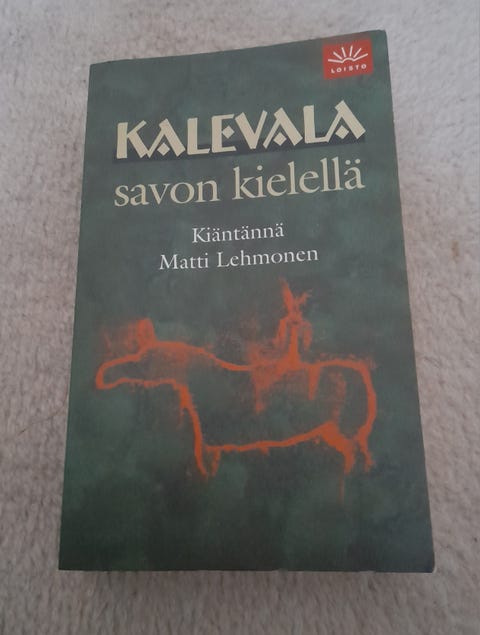 LOISTO
KALEVALA
savon kielellä
Kiäntännä
Matti Lehmonen